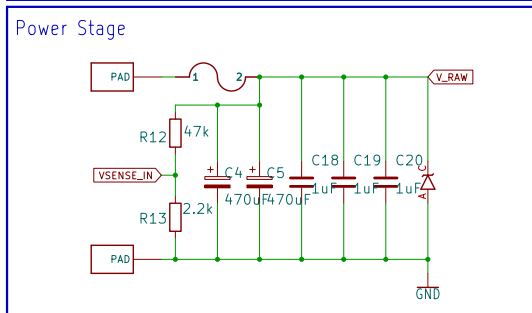 Power Stage
PAD
1
2
V_RAW
R12
47k
VSENSE_IN
C4
470uF
C5
470uF
C18
1uF
C19
1uF
C20
1uF
C
A
R13
2.2k
PAD
GND